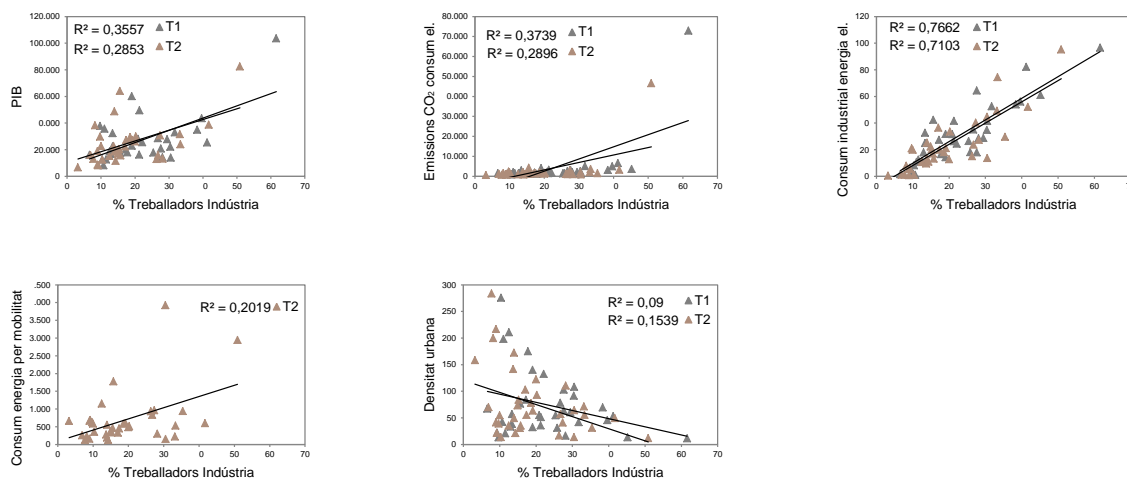 120.000
100.000
80.000
60.000
40.000
20.000
0
0 10 20 30 40 50 60 70
PIB
% Treballadors Indústria
R² = 0,3557 T1
R² = 0,2853 T2
80.000
70.000
60.000
0.000
0.000
30.000
20.000
10.000
0
0 10 20 30 40 50 60 70
Emissions CO₂ consum el.
% Treballadors Indústria
R² = 0,3739 T1
R² = 0,2896 T2
120
100
80
60
0
20
0
0 10 20 30 0 50 60 70
Consum industrial energia el.
% Treballadors Indústria
R² = 0,7662 T1
R² = 0,7103 T2
.500
.000
3.500
3.000
2.500
2.000
1.500
1.000
500
0
0 10 20 30 0 50 60 70
Consum energia per mobilitat
% Treballadors Indústria
R² = 0,2019 T2
300
250
200
150
100
50
0
0 10 20 30 0 50 60 70
Densitat urbana
% Treballadors Indústria
R² = 0,09 T1
R² = 0,1539 T2